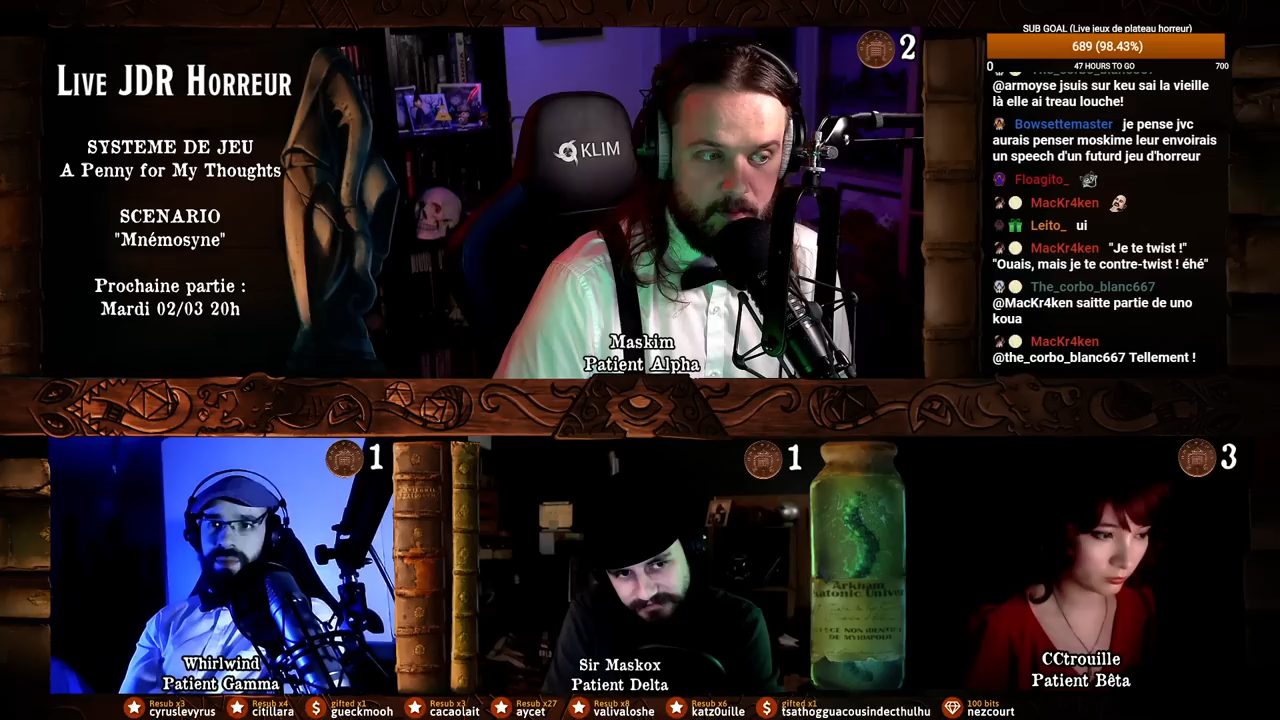 Live JDR Horreur
SYSTEME DE JEU
A Penny for My Thoughts
SCENARIO
"Mnémosyne"
Prochaine partie :
Mardi 02/03 20h
KLIM
2
Maskim
Patient Alpha
SUB GOAL (Live jeux de plateau horreur)
689 (98.43%)
0
47 HOURS TO GO
700
@armoyse jsuis sur keu sai la vieille
là elle ai treau louche!
Bowsettemaster je pense jvc
aurais penser moskime leur envoirais
un speech d'un futurd jeu d'horreur
Floagito_
MacKr4ken
Leito_ ui
MacKr4ken "Je te twist !"
"Ouais, mais je te contre-twist ! éhé"
The_corbo_blanc667
@MacKr4ken saitte partie de uno
koua
MacKr4ken
@the_corbo_blanc667 Tellement !
1
Whirlwind
Patient Gamma
1
Sir Maskox
Patient Delta
Arkham
3
CCtrouille
Patient Bêta
Resub x3
cyruslevyrus
Resub x4
citillara
gifted x1
gueckmooh
Resub x3
cacaolait
Resub x27
aycet
Resub x8
valivaloshe
Resub x6
katz0uille
gifted x1
tsathogguacousindecthulhu
100 bits
nezcourt